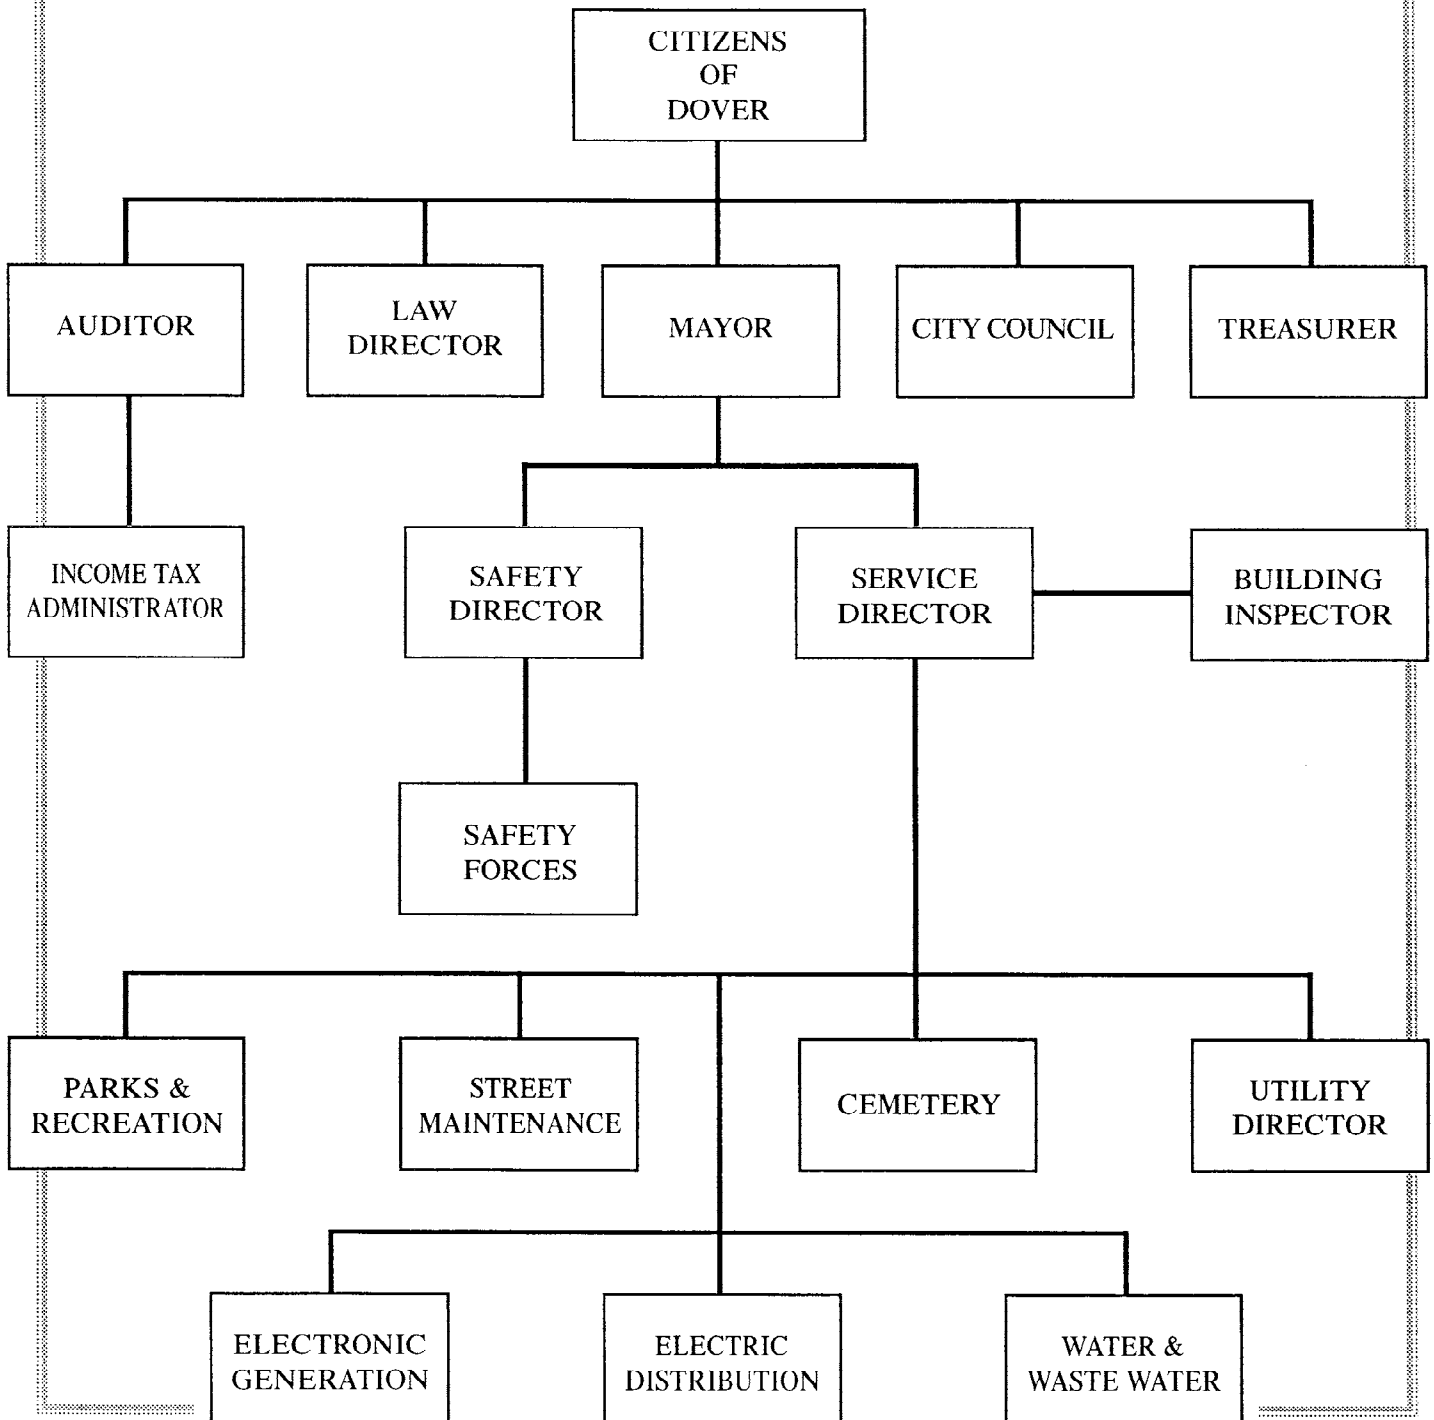 CITIZENS
OF
DOVER
AUDITOR
LAW
DIRECTOR
MAYOR
CITY COUNCIL
TREASURER
INCOME TAX
ADMINISTRATOR
SAFETY
DIRECTOR
SERVICE
DIRECTOR
BUILDING
INSPECTOR
SAFETY
FORCES
PARKS &
RECREATION
STREET
MAINTENANCE
CEMETERY
UTILITY
DIRECTOR
ELECTRONIC
GENERATION
ELECTRIC
DISTRIBUTION
WATER &
WASTE WATER